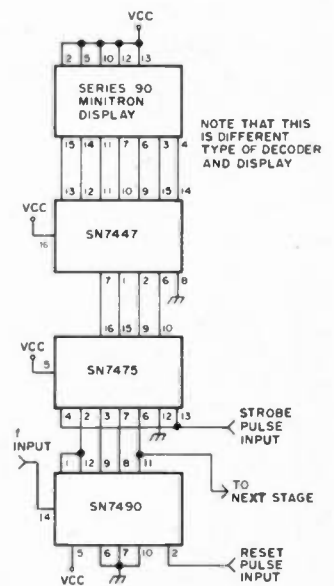 VCC
2 5 10 12 13
SERIES 90
MINITRON
DISPLAY
15 14 11 7 6 3 4
NOTE THAT THIS
IS DIFFERENT
TYPE OF DECODER
AND DISPLAY
13 12 11 10 9 15 14
VCC
16
SN7447
7 1 2 6 8
16 15 9 10
VCC
5
SN7475
4 2 3 7 6 12 13
STROBE
PULSE
INPUT
f
INPUT
1 12 9 8 11
TO
NEXT STAGE
14
SN7490
5 6 7 10 2
VCC
RESET
PULSE
INPUT